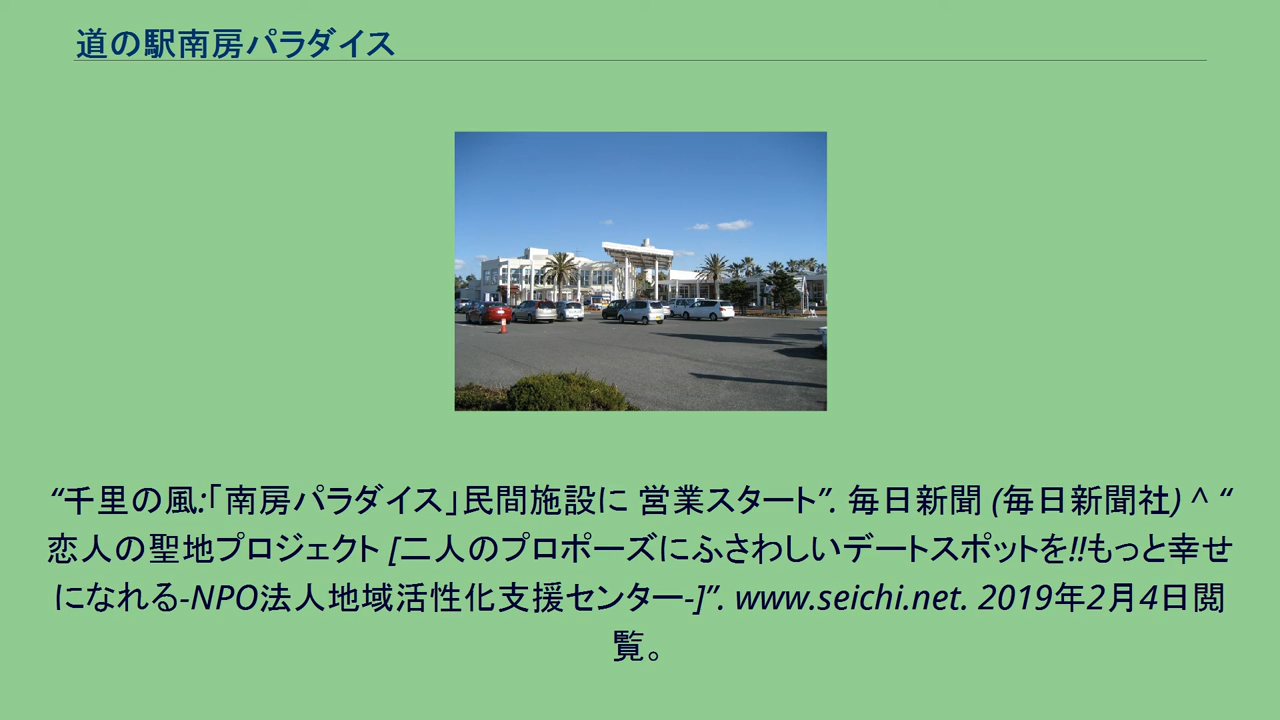 道の駅南房パラダイス
“千里の風:「南房パラダイス」民間施設に 営業スタート”. 毎日新聞 (毎日新聞社) ^ “
恋人の聖地プロジェクト [二人のプロポーズにふさわしいデートスポットを!!もっと幸せ
になれる-NPO法人地域活性化支援センター-]”. www.seichi.net. 2019年2月4日閲
覧。